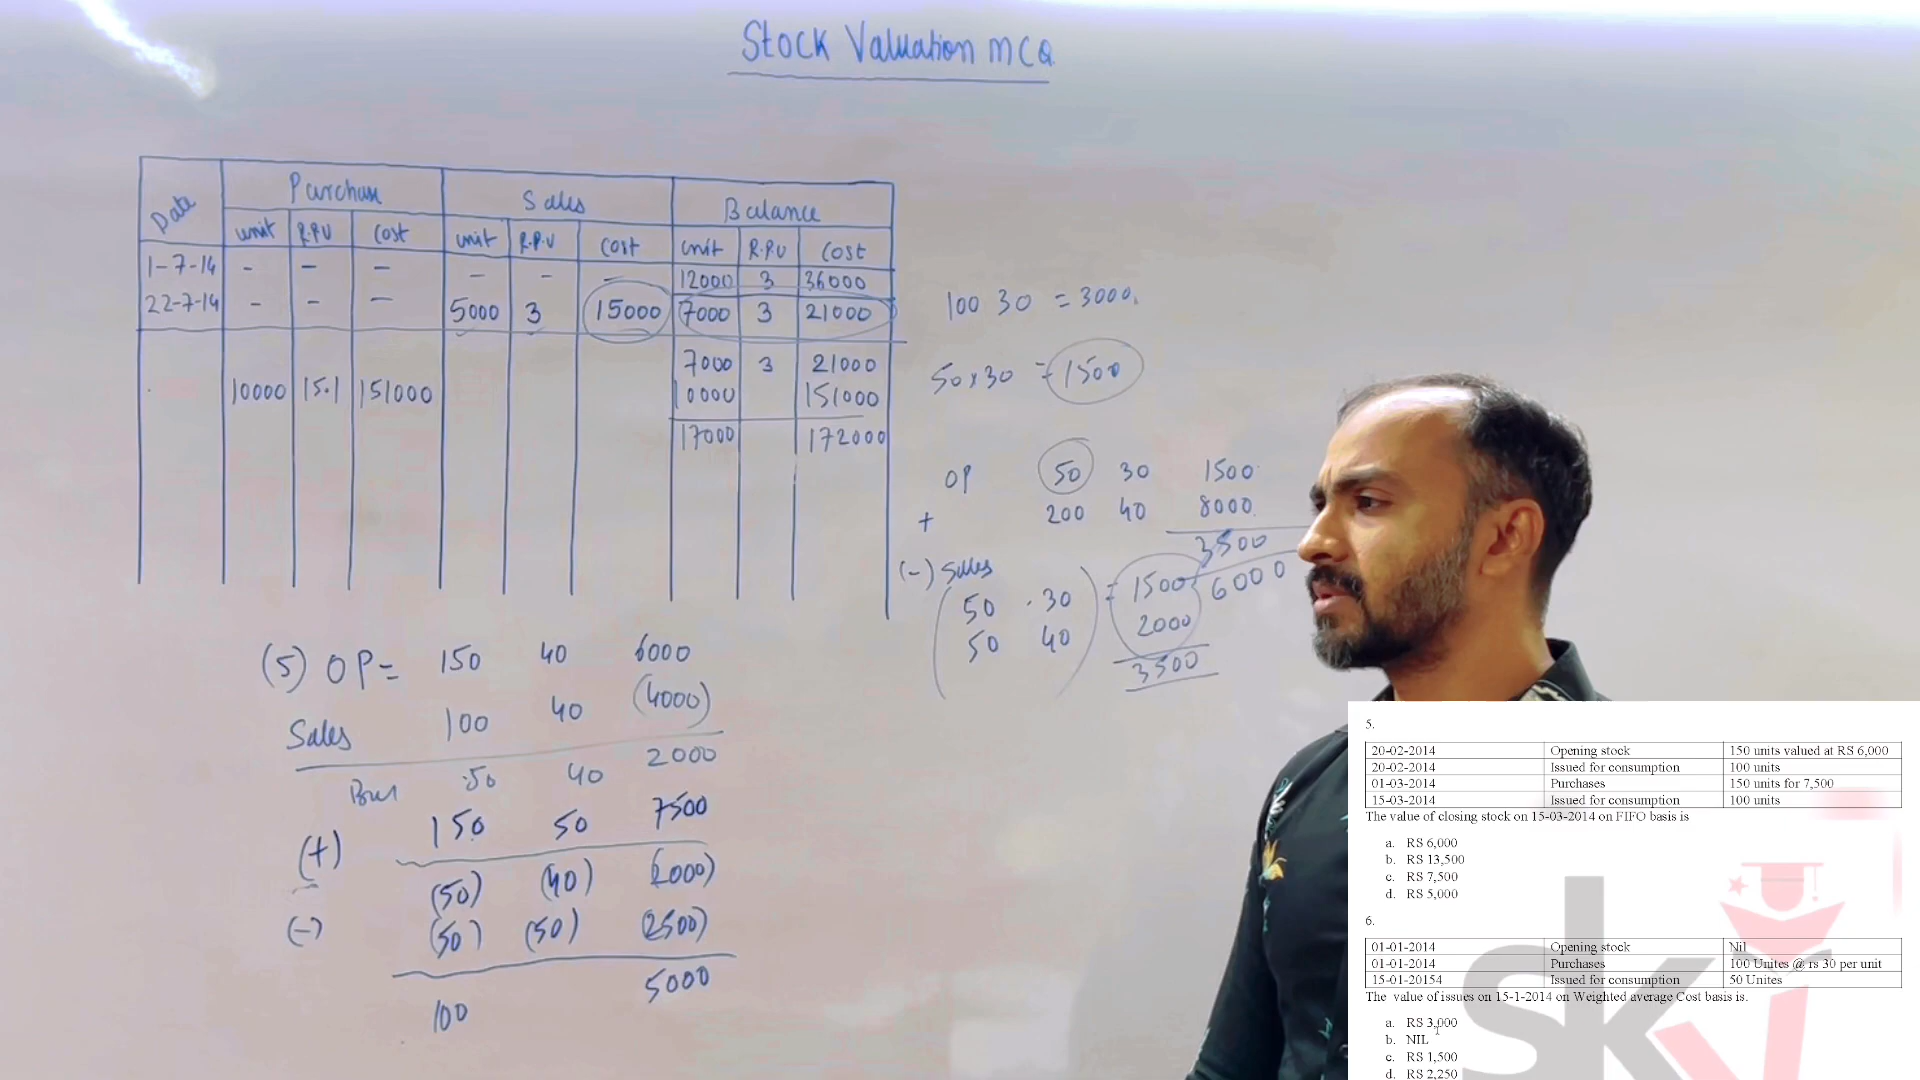 Stock Valuation MCQ
Date Purchase Sales Balance
unit R.P.U Cost unit R.P.U Cost unit R.P.U Cost
1-7-14 - - - - - - 12000 3 36000
22-7-14 - - - 5000 3 15000 7000 3 21000
7000 3 21000
10000 15.1 151000 10000 151000
17000 172000
100 30 = 3000
50 x 30 = 1500
OP 50 30 1500
+ 200 40 8000
3500
(-) Sales
50 30 = 1500 6000
50 40 2000
3500
(5) OP = 150 40 6000
Sales 100 40 (4000)
50 40 2000
(+) 150 50 7500
(50) (40) (2000)
(-) (50) (50) (2500)
100 5000
5.
20-02-2014 Opening stock 150 units valued at RS 6,000
20-02-2014 Issued for consumption 100 units
01-03-2014 Purchases 150 units for 7,500
15-03-2014 Issued for consumption 100 units
The value of closing stock on 15-03-2014 on FIFO basis is
a. RS 6,000
b. RS 13,500
c. RS 7,500
d. RS 5,000
6.
01-01-2014 Opening stock Nil
01-01-2014 Purchases 100 Unites @ rs 30 per unit
15-01-20154 Issued for consumption 50 Unites
The value of issues on 15-1-2014 on Weighted average Cost basis is.
a. RS 3,000
b. NIL
c. RS 1,500
d. RS 2,250